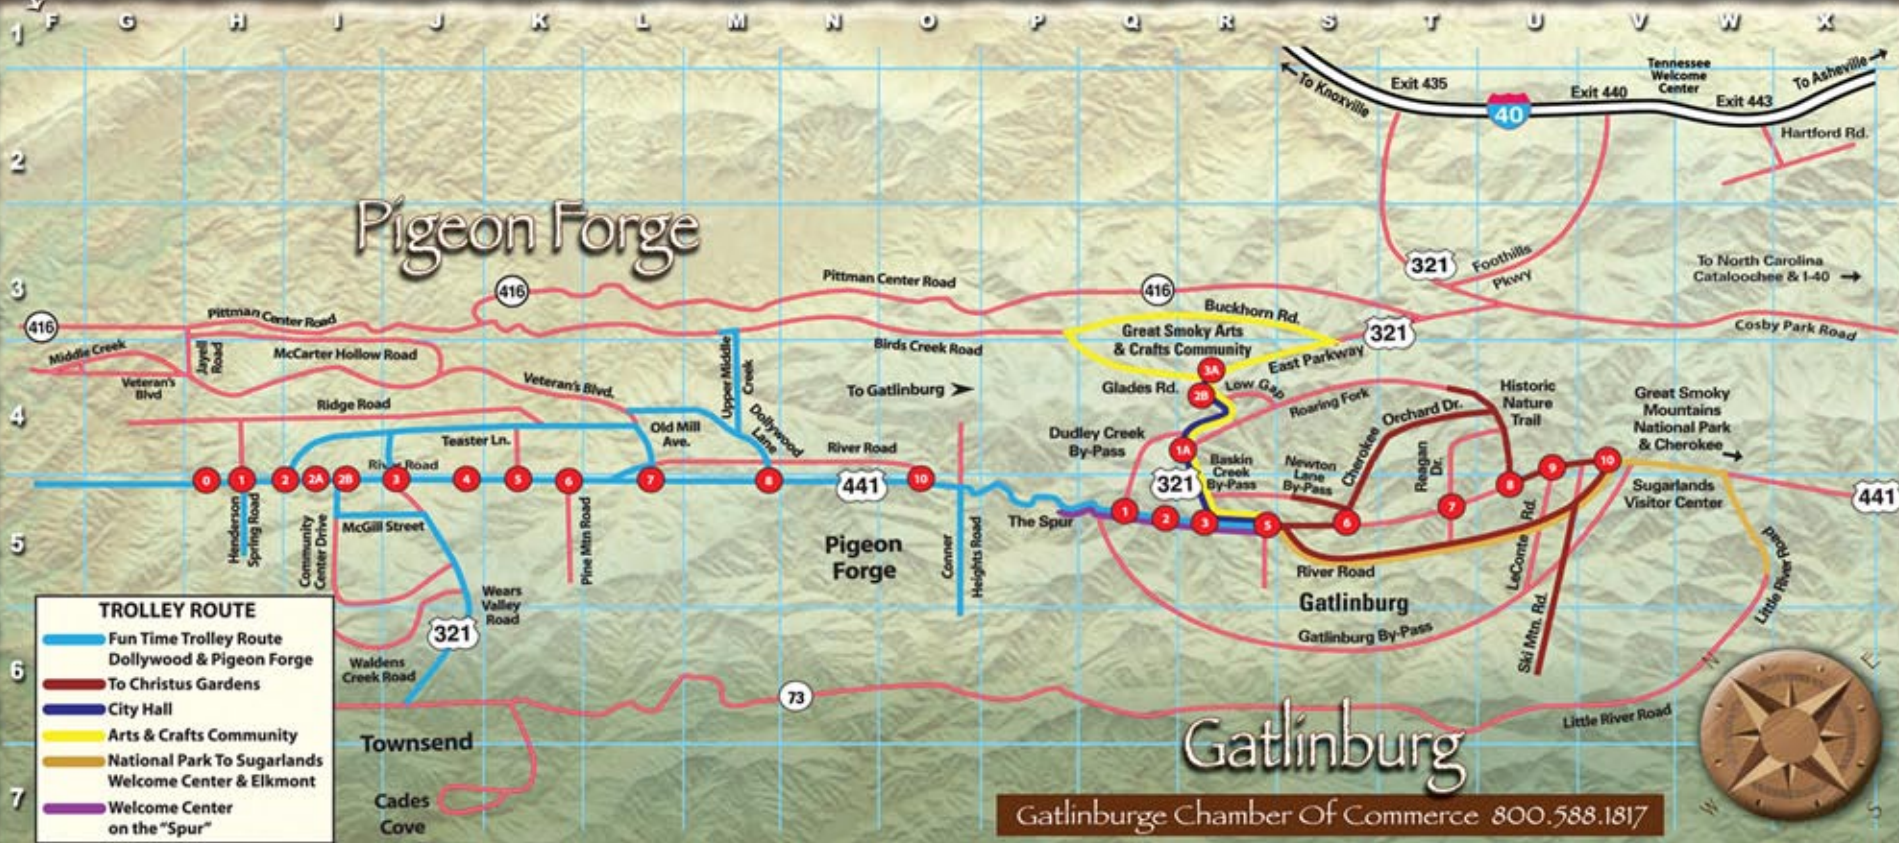 F G H I J K L M N O P Q R S T U V W X
1
Exit 435
Exit 440
Tennessee
Welcome
Center
Exit 443
To Asheville
To Knoxville
40
Hartford Rd.
2
Pigeon Forge
321
Foothills
Pkwy
To North Carolina
Cataloochee & I-40
3
416
Pittman Center Road
416
Buckhorn Rd.
416
Pittman Center Road
321
Cosby Park Road
Middle Creek
Jayell
Road
McCarter Hollow Road
Birds Creek Road
Great Smoky Arts
& Crafts Community
East Parkway
Veteran's
Blvd
Veteran's Blvd.
Upper Middle
Creek
To Gatlinburg
Glades Rd.
3A
2B
Low Gap
Roaring Fork
Historic
Nature
Trail
Great Smoky
Mountains
National Park
& Cherokee
4
Ridge Road
Teaster Ln.
Old Mill
Ave.
Dollywood
Lane
River Road
Dudley Creek
By-Pass
1A
Orchard Dr.
Cherokee
Reagan
Dr.
River Road
Baskin
Creek
By-Pass
Newton
Lane
By-Pass
0 1 2 2A 2B 3 4 5 6 7 8
441
10
321
8
9
10
Sugarlands
Visitor Center
441
Henderson
Spring Road
Community
Center Drive
McGill Street
Pine Mtn Road
The Spur
1 2 3 5 6 7
LeConte Rd.
5
Pigeon
Forge
Conner
Heights Road
River Road
Little River Road
Wears
Valley
Road
Gatlinburg
Gatlinburg By-Pass
Ski Mtn. Rd.
321
6
Waldens
Creek Road
73
Little River Road
Townsend
Gatlinburg
7
Cades
Cove
Gatlinburge Chamber Of Commerce 800.588.1817
N
E
W
S
TROLLEY ROUTE
Fun Time Trolley Route
Dollywood & Pigeon Forge
To Christus Gardens
City Hall
Arts & Crafts Community
National Park To Sugarlands
Welcome Center & Elkmont
Welcome Center
on the "Spur"